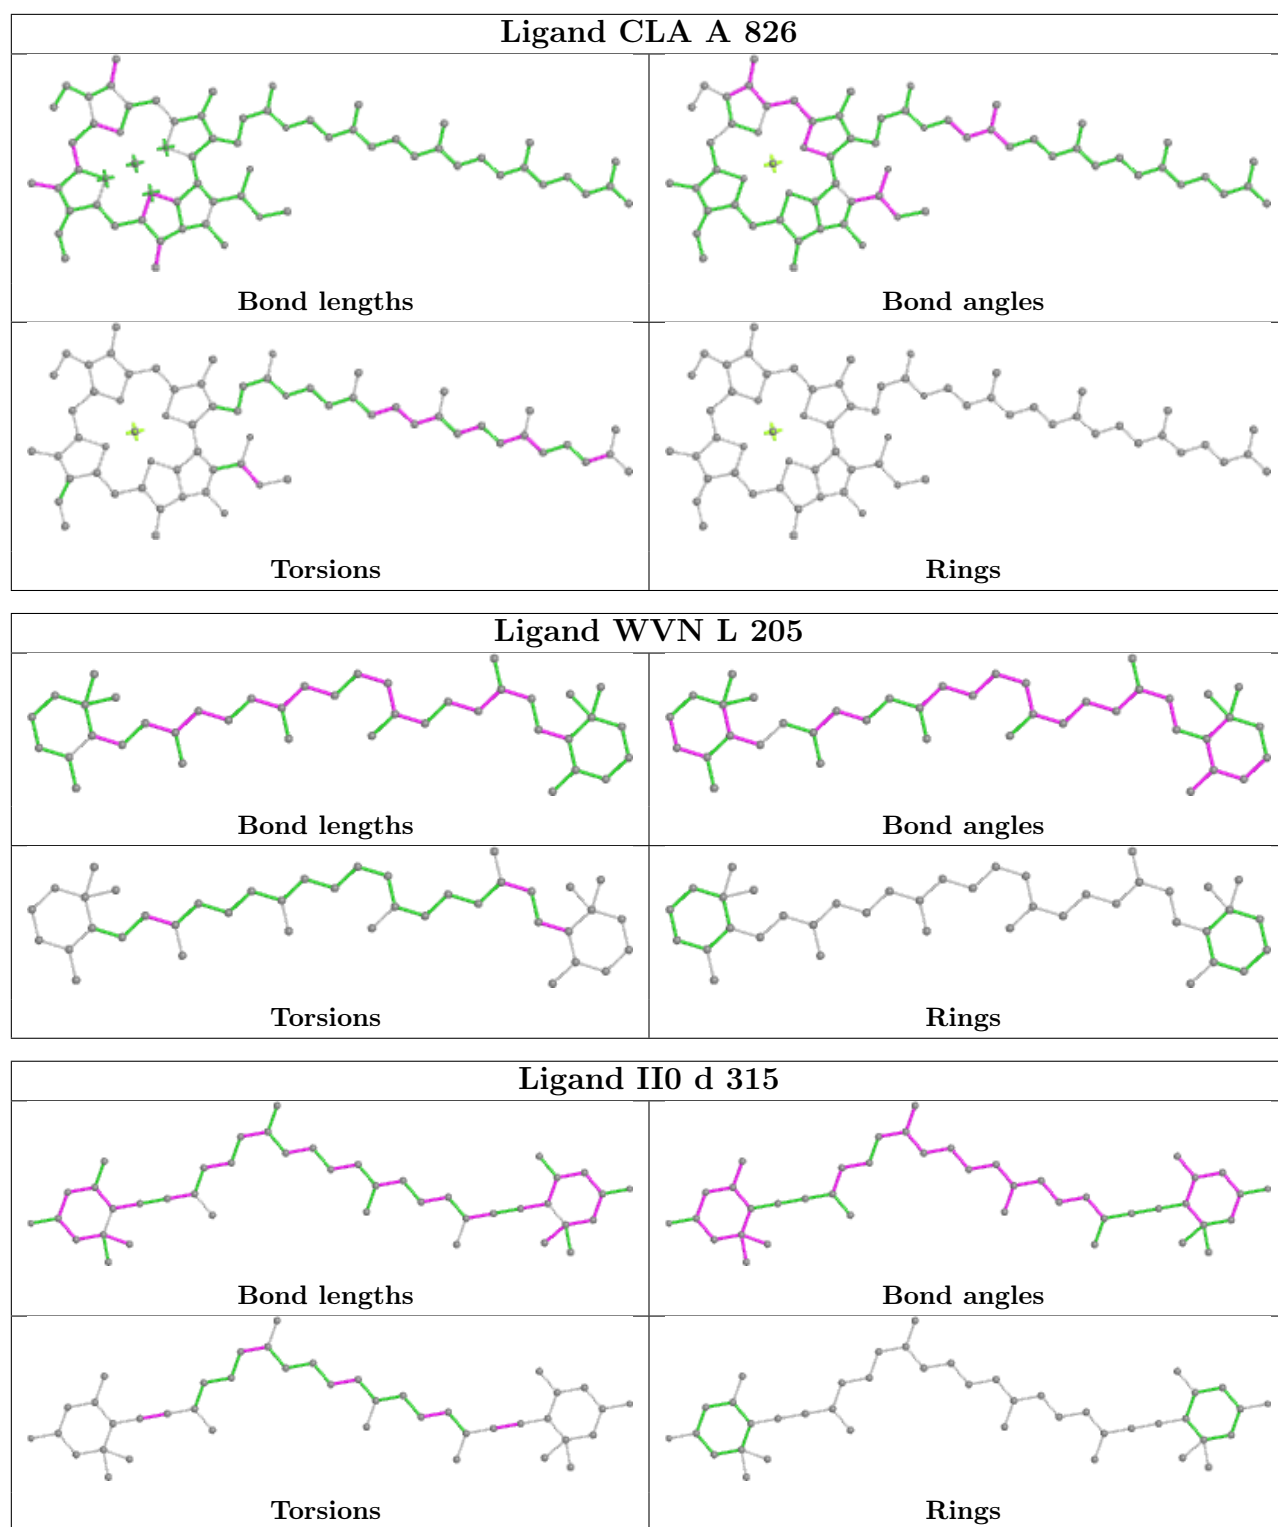 Ligand CLA A 826
Bond lengths
Bond angles
Torsions
Rings
Ligand WVN L 205
Bond lengths
Bond angles
Torsions
Rings
Ligand II0 d 315
Bond lengths
Bond angles
Torsions
Rings